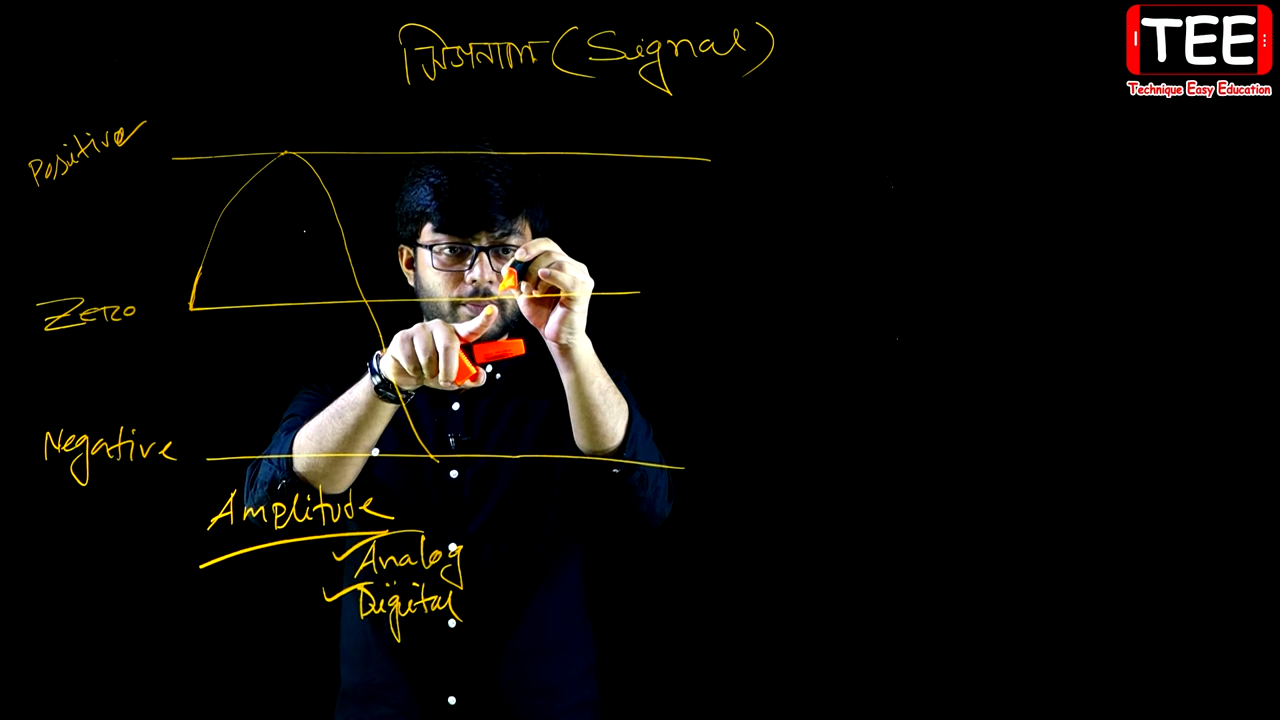 সিগনাল (Signal)
TEE
Technique Easy Education
Positive
Zero
Negative
Amplitude
Analog
Digital